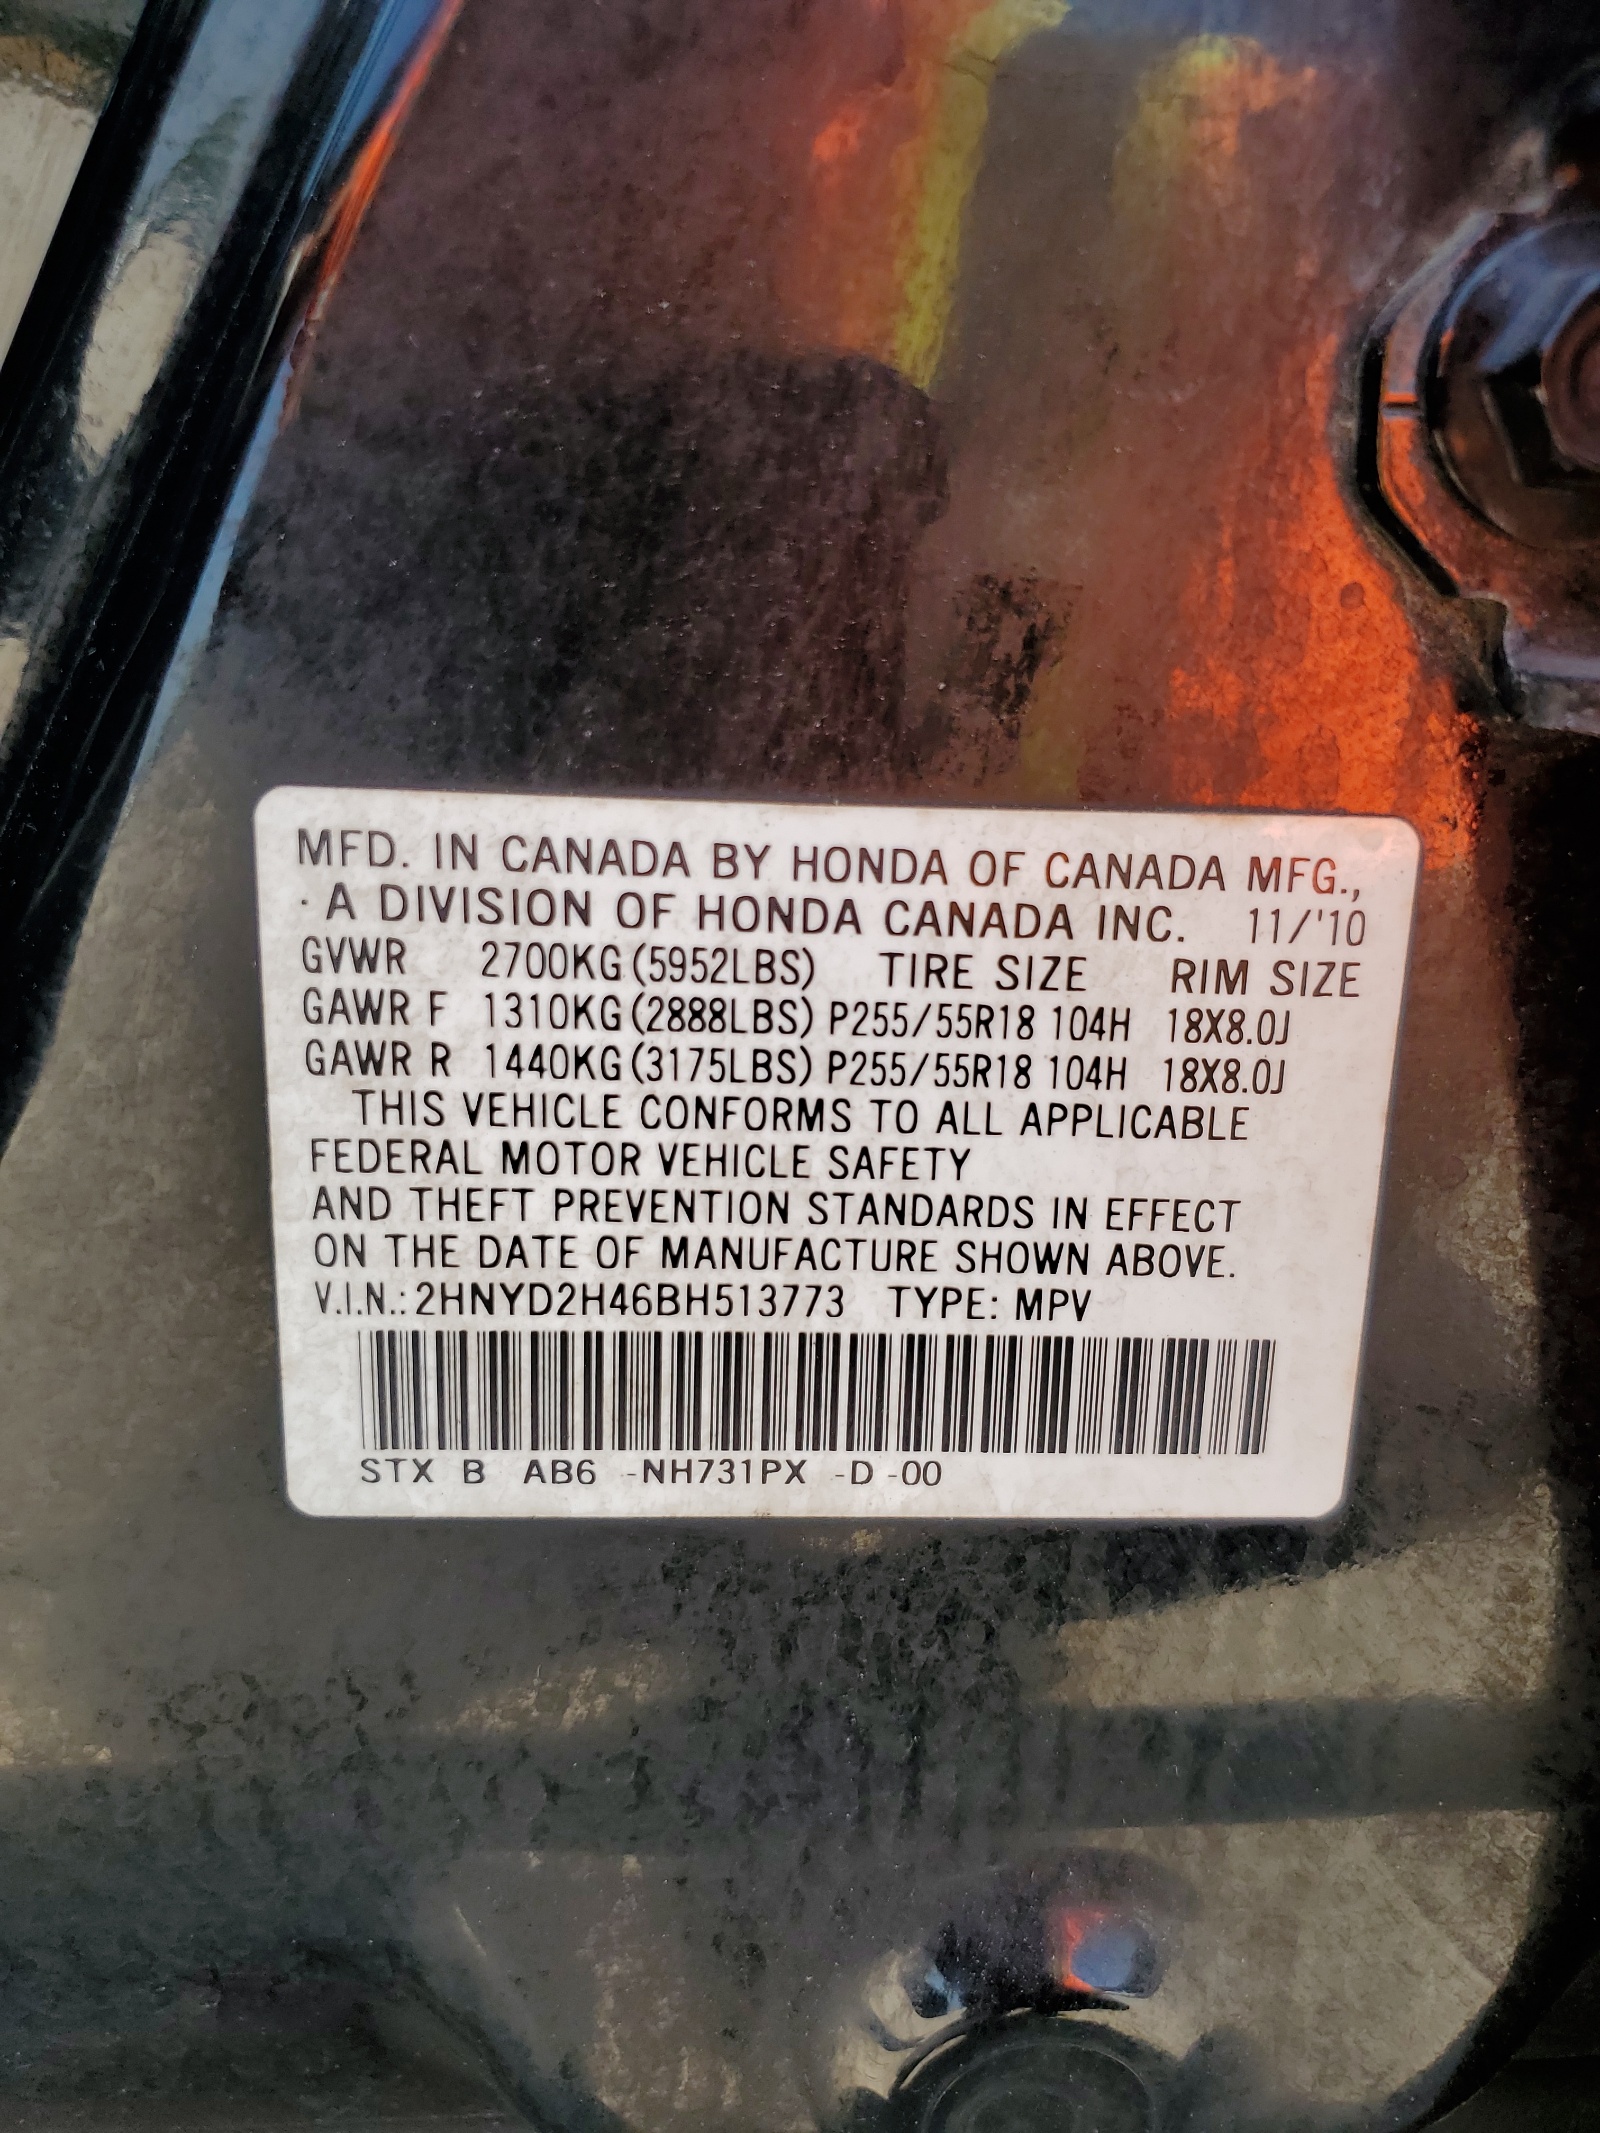 MFD. IN CANADA BY HONDA OF CANADA MFG.,
· A DIVISION OF HONDA CANADA INC. 11/'10
GVWR 2700KG(5952LBS) TIRE SIZE RIM SIZE
GAWR F 1310KG(2888LBS) P255/55R18 104H 18X8.0J
GAWR R 1440KG(3175LBS) P255/55R18 104H 18X8.0J
THIS VEHICLE CONFORMS TO ALL APPLICABLE
FEDERAL MOTOR VEHICLE SAFETY
AND THEFT PREVENTION STANDARDS IN EFFECT
ON THE DATE OF MANUFACTURE SHOWN ABOVE.
V.I.N.: 2HNYD2H46BH513773 TYPE: MPV
STX B AB6 -NH731PX -D -00